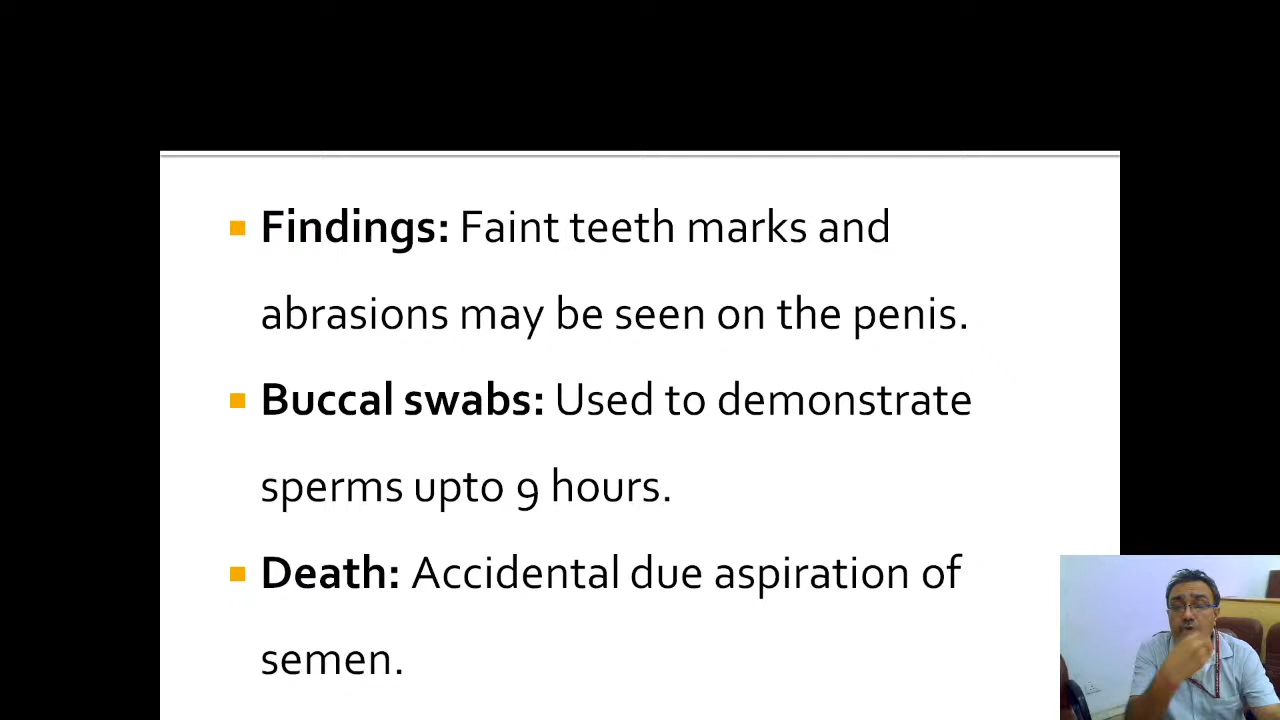 Findings: Faint teeth marks and
abrasions may be seen on the penis.
Buccal swabs: Used to demonstrate
sperms upto 9 hours.
Death: Accidental due aspiration of
semen.